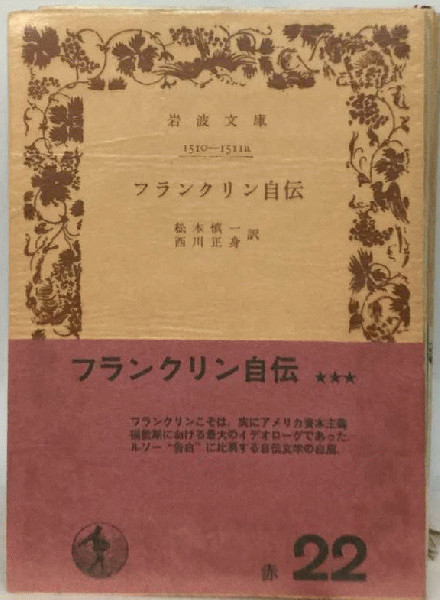 岩波文庫
1510—1511a
フランクリン自伝
松本慎一
西川正身 訳
フランクリン自伝 ★★★
フランクリンこそは、実にアメリカ資本主義
揺籃期における最大のイデオローグであった。
ルソー“告白”に比肩する自伝文学の白眉。
赤 22